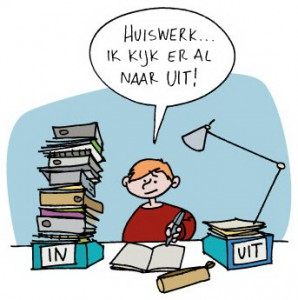 HUISWERK...
IK KIJK ER AL
NAAR UIT!
IN
UIT